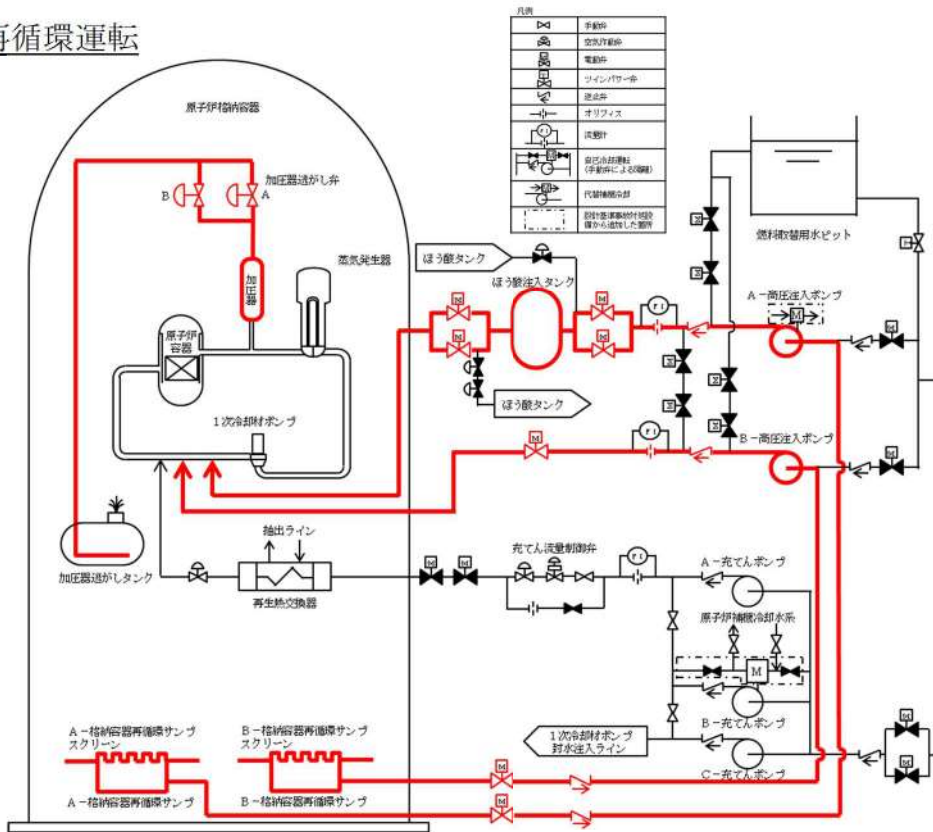 再循環運転
凡例
手動弁
空気作動弁
電動弁
ツインパワー弁
逆止弁
オリフィス
FI
流量計
M
自己冷却運転
(手動弁による隔離)
M
代替補機冷却
設計基準事故対処設
備から追加した箇所
原子炉格納容器
加圧器逃がし弁
B
A
加圧器
蒸気発生器
原子炉
容器
1次冷却材ポンプ
加圧器逃がしタンク
ほう酸タンク
ほう酸注入タンク
M
M
M
M
FI
ほう酸タンク
燃料取替用水ピット
A-高圧注入ポンプ
M
M
M
FI
B-高圧注入ポンプ
M
抽出ライン
再生熱交換器
M
M
充てん流量制御弁
FI
A-充てんポンプ
原子炉補機冷却水系
M
B-充てんポンプ
1次冷却材ポンプ
封水注入ライン
C-充てんポンプ
M
M
A-格納容器再循環サンプ
スクリーン
B-格納容器再循環サンプ
スクリーン
A-格納容器再循環サンプ
B-格納容器再循環サンプ
M
M